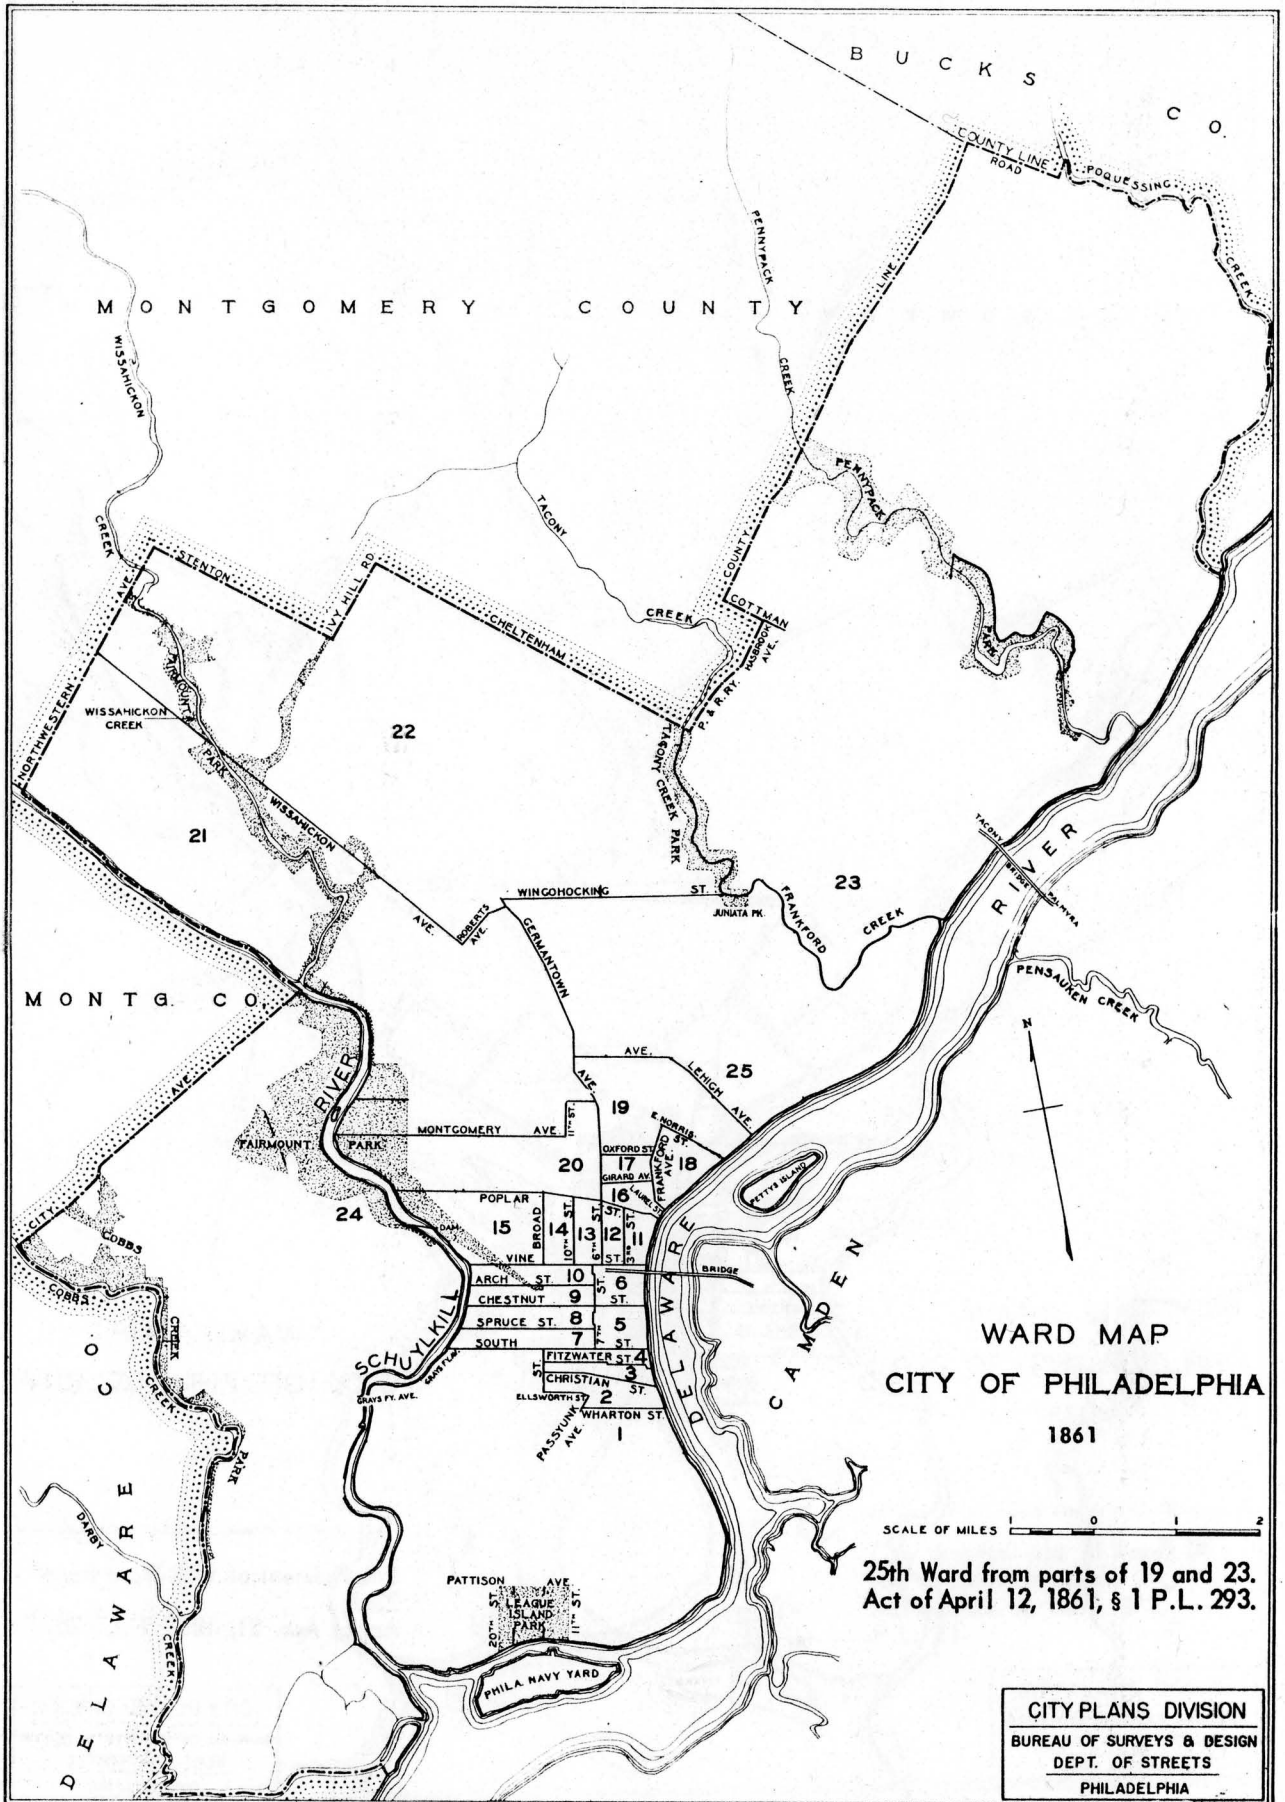 BUCKS CO.
COUNTY LINE
ROAD
POQUESSING
CREEK
PENNYPACK
CREEK
LINE
COUNTY
MONTGOMERY COUNTY
WISSAHICKON
CREEK
TACONY
CREEK
PENNYPACK
PARK
STENTON
AVE.
IVY HILL RD
CHELTENHAM
COTTMAN
HASBROOK
AVE.
P. & R. RY.
NORTHWESTERN
FAIRMOUNT
PARK
WISSAHICKON
CREEK
22
TACONY CREEK PARK
21
WISSAHICKON
AVE.
ROBERTS
AVE.
WINGOHOCKING ST.
JUNIATA PK.
23
FRANKFORD
CREEK
TACONY
BRIDGE
PALMYRA
RIVER
PENSAUKEN CREEK
GERMANTOWN
AVE.
MONTG. CO.
CITY AVE.
RIVER
FAIRMOUNT PARK
AVE.
LEHIGH
AVE.
25
N
19
11TH ST.
MONTGOMERY AVE.
E. NORRIS
ST.
OXFORD ST.
17
GIRARD AV.
FRANKFORD
AVE.
18
20
16
LAUREL ST.
PETTYS ISLAND
POPLAR
ST.
24
DAM
15
BROAD
14
10TH ST.
13
6TH ST.
12
3RD ST.
11
VINE ST.
BRIDGE
ARCH ST. 10
6
CHESTNUT 9 ST.
SPRUCE ST. 8
5
SOUTH 7 ST.
7TH
ST.
FITZWATER ST. 4
3
CHRISTIAN ST.
ST.
ELLSWORTH ST.
2
WHARTON ST.
PASSYUNK
AVE.
1
SCHUYLKILL
GRAYS FY. AVE.
DELAWARE
CAMDEN
COBBS
COBBS
CREEK
CREEK
PARK
DELAWARE CO.
DARBY
CREEK
WARD MAP
CITY OF PHILADELPHIA
1861
SCALE OF MILES 1 0 1 2
25th Ward from parts of 19 and 23.
Act of April 12, 1861, § 1 P.L. 293.
PATTISON AVE
20TH ST.
LEAGUE
ISLAND
PARK
11TH ST.
PHILA. NAVY YARD
CITY PLANS DIVISION
BUREAU OF SURVEYS & DESIGN
DEPT. OF STREETS
PHILADELPHIA